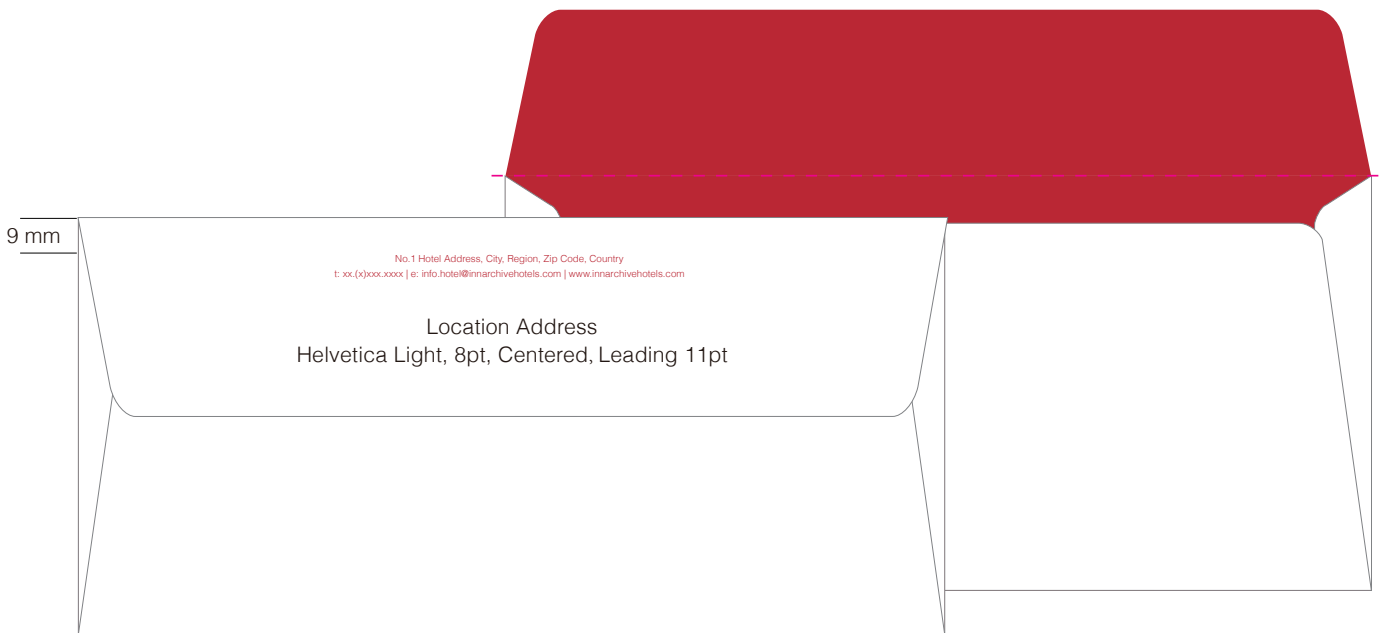 9 mm
No.1 Hotel Address, City, Region, Zip Code, Country
t: xx.(x)xxx.xxxx | e: info.hotel@innarchivehotels.com | www.innarchivehotels.com
Location Address
Helvetica Light, 8pt, Centered, Leading 11pt